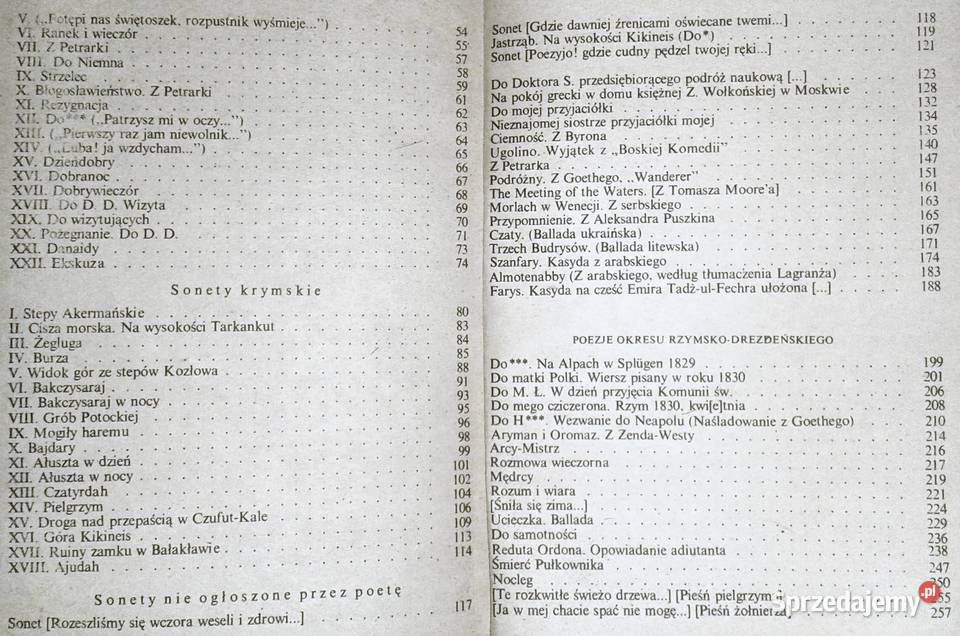 V. („Potępi nas świętoszek, rozpustnik wyśmieje...") 54
VI. Ranek i wieczór 55
VII. Z Petrarki 57
VIII. Do Niemna 58
IX. Strzelec 59
X. Błogosławieństwo. Z Petrarki 61
XI. Rezygnacja 62
XII. Do*** („Patrzysz mi w oczy...") 63
XIII. („Pierwszy raz jam niewolnik...") 64
XIV. („Luba! ja wzdycham...") 65
XV. Dzieńdobry 66
XVI. Dobranoc 67
XVII. Dobrywieczór 68
XVIII. Do D. D. Wizyta 69
XIX. Do wizytujących 70
XX. Pożegnanie. Do D. D. 71
XXI. Danaidy 73
XXII. Ekskuza 74
Sonety krymskie
I. Stepy Akermańskie 80
II. Cisza morska. Na wysokości Tarkankut 83
III. Żegluga 84
IV. Burza 85
V. Widok gór ze stepów Kozłowa 88
VI. Bakczysaraj 91
VII. Bakczysaraj w nocy 93
VIII. Grób Potockiej 95
IX. Mogiły haremu 96
X. Bajdary 98
XI. Ałuszta w dzień 99
XII. Ałuszta w nocy 101
XIII. Czatyrdah 102
XIV. Pielgrzym 104
XV. Droga nad przepaścią w Czufut-Kale 106
XVI. Góra Kikineis 109
XVII. Ruiny zamku w Bałakławie 113
XVIII. Ajudah 114
Sonety nie ogłoszone przez poetę
Sonet [Rozeszliśmy się wczora weseli i zdrowi...] 117
Sonet [Gdzie dawniej źrenicami oświecane twemi...] 118
Jastrząb. Na wysokości Kikineis (Do*) 119
Sonet [Poezyjo! gdzie cudny pędzel twojej ręki...] 121
Do Doktora S. przedsiębiorącego podróż naukową [...] 123
Na pokój grecki w domu księżnej Z. Wołkońskiej w Moskwie 128
Do mojej przyjaciółki 132
Nieznajomej siostrze przyjaciółki mojej 134
Ciemność. Z Byrona 135
Ugolino. Wyjątek z „Boskiej Komedii" 140
Z Petrarka 147
Podróżny. Z Goethego, „Wanderer" 151
The Meeting of the Waters. [Z Tomasza Moore'a] 161
Morlach w Wenecji. Z serbskiego 163
Przypomnienie. Z Aleksandra Puszkina 165
Czaty. (Ballada ukraińska) 167
Trzech Budrysów. (Ballada litewska) 171
Szanfary. Kasyda z arabskiego 174
Almotenabby (Z arabskiego, według tłumaczenia Lagranża) 183
Farys. Kasyda na cześć Emira Tadż-ul-Fechra ułożona [...] 188
POEZJE OKRESU RZYMSKO-DREZDEŃSKIEGO
Do***. Na Alpach w Splügen 1829 199
Do matki Polki. Wiersz pisany w roku 1830 201
Do M. Ł. W dzień przyjęcia Komunii św. 206
Do mego cziczerona. Rzym 1830, kwi[e]tnia 208
Do H***. Wezwanie do Neapolu (Naśladowanie z Goethego) 210
Aryman i Oromaz. Z Zenda-Westy 214
Arcy-Mistrz 216
Rozmowa wieczorna 217
Mędrcy 219
Rozum i wiara 221
[Śniła się zima...] 224
Ucieczka. Ballada 229
Do samotności 236
Reduta Ordona. Opowiadanie adiutanta 238
Śmierć Pułkownika 247
Nocleg 250
[Te rozkwitłe świeżo drzewa...] [Pieśń pielgrzyma] 255
[Ja w mej chacie spać nie mogę...] [Pieśń żołnierza] 257
Sprzedajemy.pl